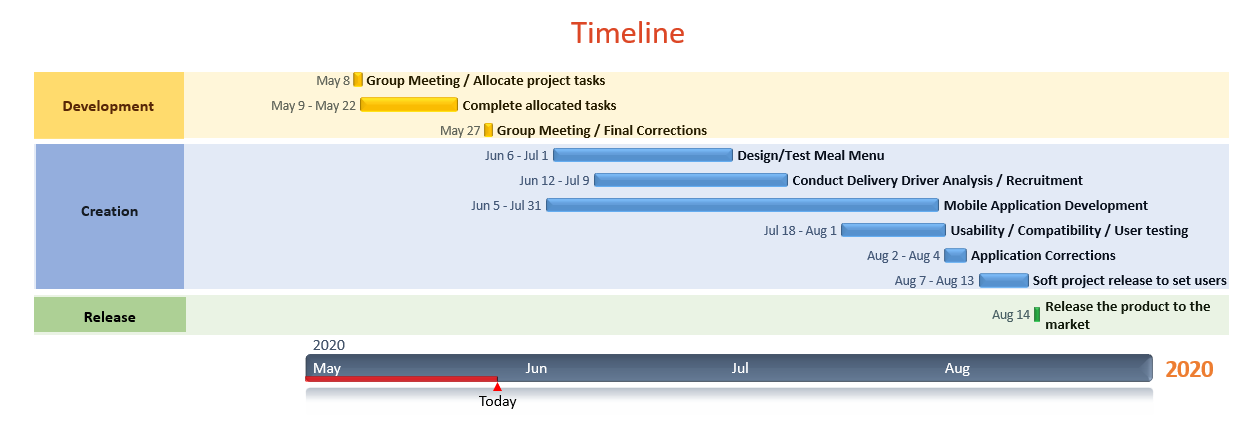 Timeline
Development
May 8 Group Meeting / Allocate project tasks
May 9 - May 22 Complete allocated tasks
May 27 Group Meeting / Final Corrections
Creation
Jun 6 - Jul 1 Design/Test Meal Menu
Jun 12 - Jul 9 Conduct Delivery Driver Analysis / Recruitment
Jun 5 - Jul 31 Mobile Application Development
Jul 18 - Aug 1 Usability / Compatibility / User testing
Aug 2 - Aug 4 Application Corrections
Aug 7 - Aug 13 Soft project release to set users
Release
Aug 14 Release the product to the
market
2020
May Jun Jul Aug 2020
Today